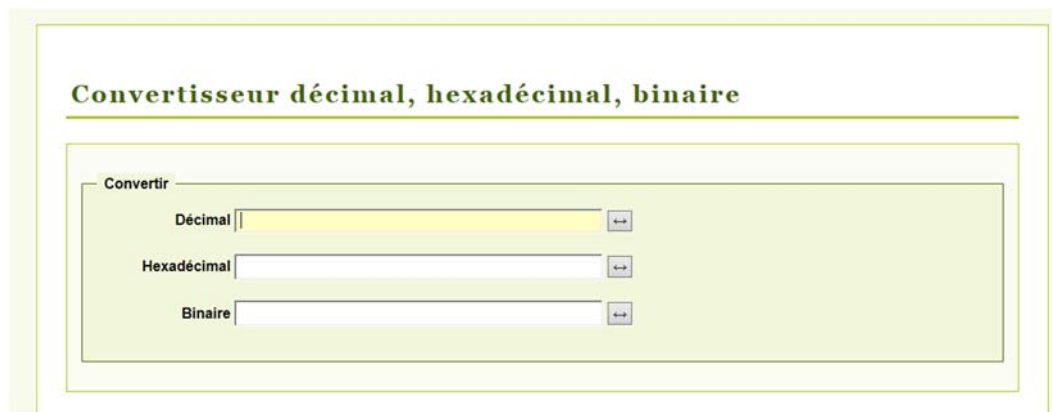 Convertisseur décimal, hexadécimal, binaire
Convertir
Décimal
↔
Hexadécimal
↔
Binaire
↔